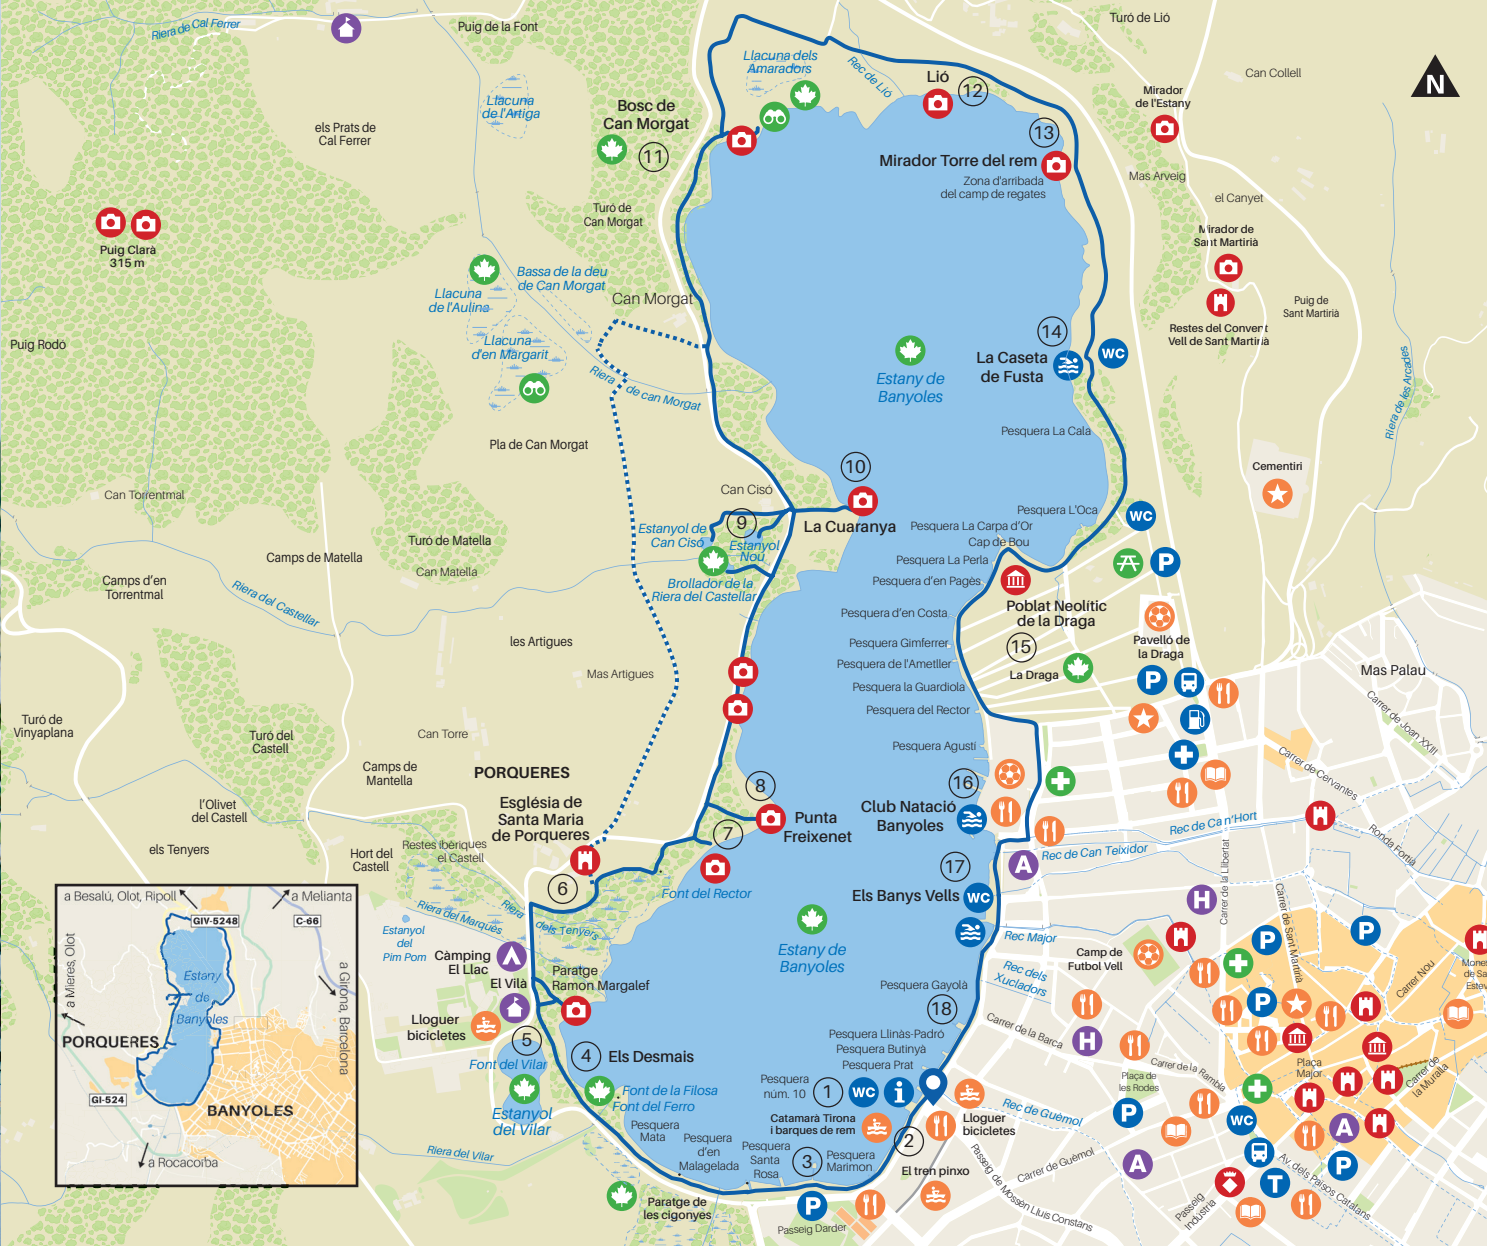 Riera de Cal Ferrer
Puig de la Font
Turó de Lió
Llacuna dels
Amaradors
Rec de Lió
Lió
12
Can Collell
N
Mirador
de l'Estany
Llacuna
de l'Artiga
Bosc de
Can Morgat
11
els Prats de
Cal Ferrer
13
Mirador Torre del rem
Zona d'arribada
del camp de regates
Mas Arveig
el Canyet
Puig Clarà
315 m
Turó de
Can Morgat
Mirador de
Sant Martirià
Bassa de la deu
de Can Morgat
Llacuna
de l'Aulina
Can Morgat
Puig de
Sant Martirià
Restes del Convent
Vell de Sant Martirià
Puig Rodó
Llacuna
d'en Margarit
14
La Caseta
de Fusta
WC
Estany de
Banyoles
Riera de can Morgat
Riera de les Arcades
Pla de Can Morgat
Pesquera La Cala
10
Cementiri
Can Torrentmal
Can Cisó
La Cuaranya
9
Estanyol de
Can Cisó
Estanyol
Nou
Brollador de la
Riera del Castellar
Pesquera L'Oca
WC
Pesquera La Carpa d'Or
Cap de Bou
P
Pesquera La Perla
Pesquera d'en Pagès
Turó de Matella
Camps de Matella
Can Matella
Camps d'en
Torrentmal
Riera del Castellar
Poblat Neolític
de la Draga
15
La Draga
Pesquera d'en Costa
Pesquera Gimferrer
Pesquera de l'Ametller
Pesquera la Guardiola
Pesquera del Rector
Pesquera Agustí
Pavelló de
la Draga
P
Mas Palau
Carrer de Joan XXIII
les Artigues
Mas Artigues
Turó de
Vinyaplana
Turó del
Castell
Can Torre
Camps de
Mantella
PORQUERES
Carrer de Cervantes
l'Olivet
del Castell
Església de
Santa Maria
de Porqueres
8
Punta
Freixenet
7
16
Club Natació
Banyoles
Rec de Can Hort
Ronda Fortià
els Tenyers
Hort del
Castell
Restes ibèriques
el Castell
6
Font del Rector
17
Els Banys Vells
WC
Rec de Can Teixidor
A
Carrer de la Llibertat
Carrer de Sant Martirià
H
a Besalú, Olot, Ripoll
a Melianta
GIV-5248
C-66
a Mieres, Olot
a Girona, Barcelona
Estany
de
Banyoles
PORQUERES
BANYOLES
GI-524
a Rocacorba
Riera del Marquès
Riera dels Tenyers
Estanyol
del
Pim Pom
Càmping
El Llac
El Vilà
Paratge
Ramon Margalef
Lloguer
bicicletes
5
Font del Vilar
4
Els Desmais
Font de la Filosa
Font del Ferro
Estanyol
del Vilar
Riera del Vilar
Estany de
Banyoles
Rec Major
Rec dels
Xucladors
Camp de
Futbol Vell
P
P
P
Carrer Nou
Pesquera Gayolà
18
Carrer de la Barca
H
Pesquera Llinàs-Padró
Pesquera Butinyà
Pesquera Prat
Pesquera
núm. 10
1
WC
i
Catamarà Tirona
i barques de rem
2
Lloguer
bicicletes
Rec de Guèmol
Carrer de la Rambla
Plaça de
les Rodes
Plaça
Major
Carrer de
la Muralla
P
WC
A
Pesquera
Mata
Pesquera
d'en
Malagelada
Pesquera
Santa
Rosa
3
Pesquera
Marimon
El tren pinxo
Carrer de Guèmol
Passeig de Mossèn Lluís Constans
A
P
T
Av. dels Països Catalans
Passeig
Indústria
Paratge de
les cigonyes
P
Passeig Darder